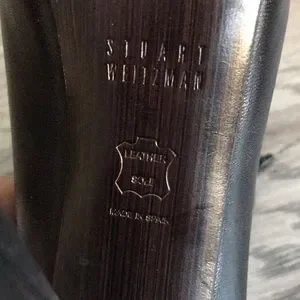 STUART
WEITZMAN
LEATHER
SOLE
MADE IN SPAIN